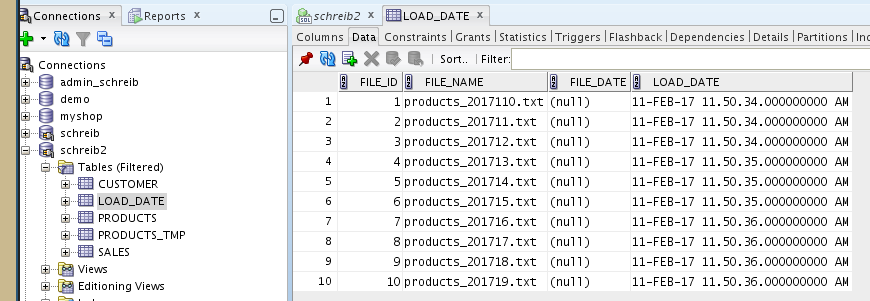 Connections
Reports
Connections
admin_schreib
demo
myshop
schreib
schreib2
Tables (Filtered)
CUSTOMER
LOAD_DATE
PRODUCTS
PRODUCTS_TMP
SALES
Views
Editioning Views
schreib2
LOAD_DATE
Columns Data Constraints Grants Statistics Triggers Flashback Dependencies Details Partitions
Sort.. Filter:
FILE_ID FILE_NAME FILE_DATE LOAD_DATE
1 1 products_2017110.txt (null) 11-FEB-17 11.50.34.000000000 AM
2 2 products_201711.txt (null) 11-FEB-17 11.50.34.000000000 AM
3 3 products_201712.txt (null) 11-FEB-17 11.50.34.000000000 AM
4 4 products_201713.txt (null) 11-FEB-17 11.50.35.000000000 AM
5 5 products_201714.txt (null) 11-FEB-17 11.50.35.000000000 AM
6 6 products_201715.txt (null) 11-FEB-17 11.50.35.000000000 AM
7 7 products_201716.txt (null) 11-FEB-17 11.50.36.000000000 AM
8 8 products_201717.txt (null) 11-FEB-17 11.50.36.000000000 AM
9 9 products_201718.txt (null) 11-FEB-17 11.50.36.000000000 AM
10 10 products_201719.txt (null) 11-FEB-17 11.50.36.000000000 AM